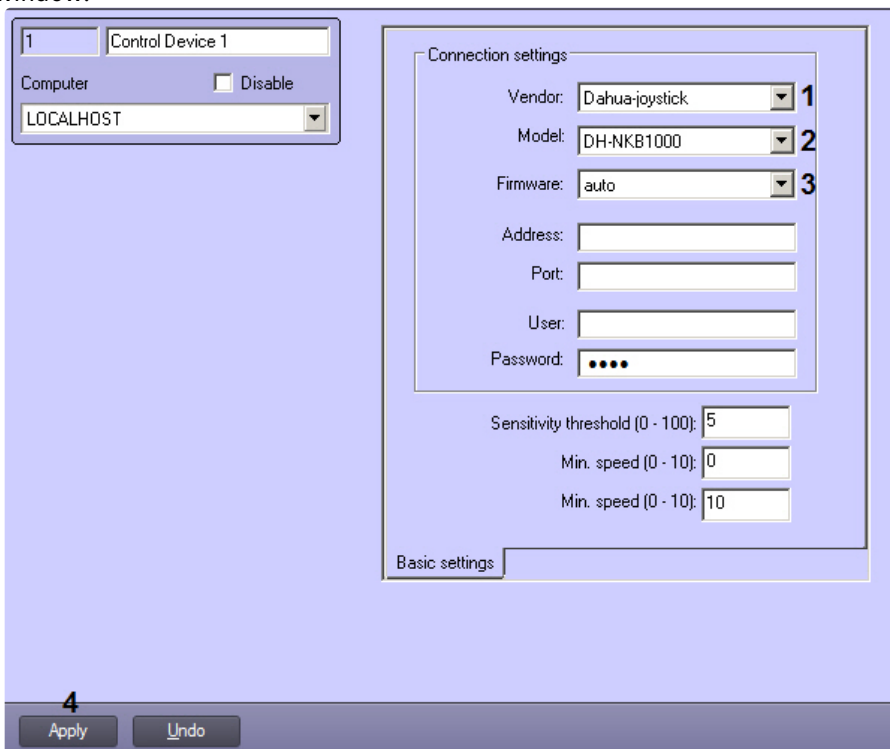 1 Control Device 1
Computer Disable
LOCALHOST
Connection settings
Vendor: Dahua-joystick 1
Model: DH-NKB1000 2
Firmware: auto 3
Address:
Port:
User:
Password: ••••
Sensitivity threshold (0 - 100): 5
Min. speed (0 - 10): 0
Min. speed (0 - 10): 10
Basic settings
4
Apply Undo